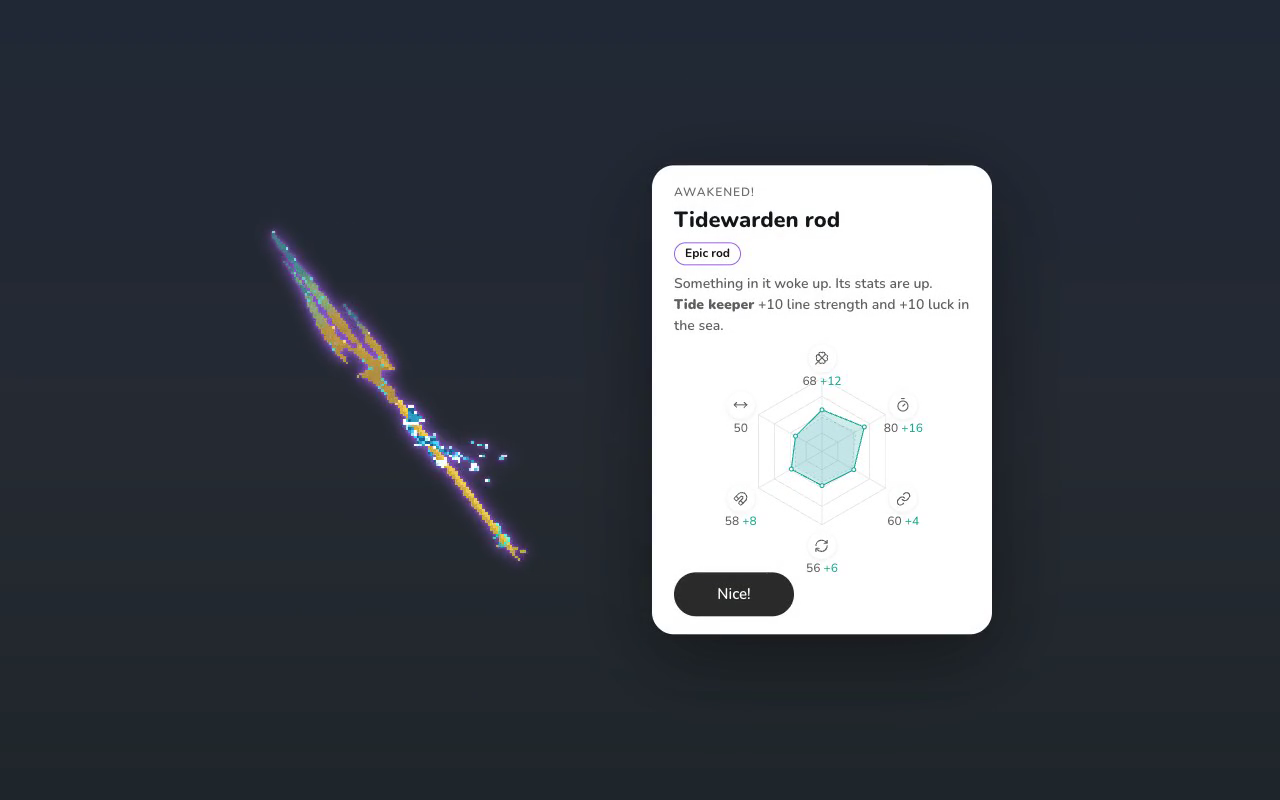 AWAKENED!
Tidewarden rod
Epic rod
Something in it woke up. Its stats are up.
Tide keeper +10 line strength and +10 luck in
the sea.
68 +12
50
80 +16
58 +8
60 +4
56 +6
Nice!